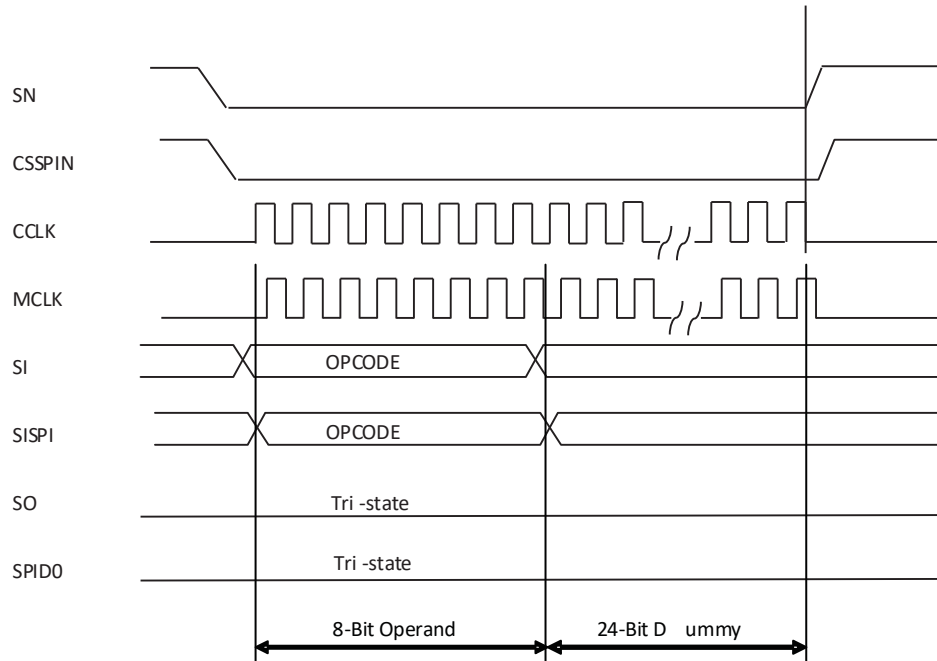 SN
CSSPIN
CCLK
MCLK
SI OPCODE
SISPI OPCODE
SO Tri -state
SPID0 Tri -state
8-Bit Operand 24-Bit D ummy